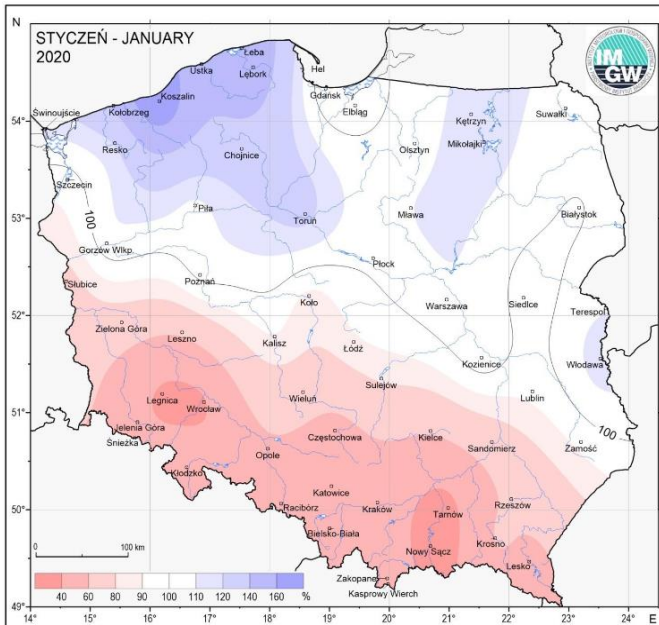 N
STYCZEŃ - JANUARY
2020
IM
GW
Łeba
Ustka
Lębork
Hel
Koszalin
Gdańsk
Kołobrzeg
Elbląg
Świnoujście
54°
Kętrzyn
Suwałki
Resko
Chojnice
Olsztyn
Mikołajki
Szczecin
Piła
Toruń
Mława
Białystok
53°
100
Gorzów Wlkp.
Płock
Poznań
Słubice
Koło
Warszawa
Siedlce
Terespol
52°
Zielona Góra
Leszno
Kalisz
Łódź
Kozienice
Włodawa
Sulejów
Legnica
Wrocław
Wieluń
Lublin
51°
100
Jelenia Góra
Śnieżka
Częstochowa
Kielce
Sandomierz
Zamość
Opole
Kłodzko
Katowice
Racibórz
Kraków
Tarnów
Rzeszów
50°
Bielsko-Biała
Nowy Sącz
Krosno
Lesko
0 100 km
Zakopane
Kasprowy Wierch
40 60 80 90 100 110 120 140 160 %
49°
14° 15° 16° 17° 18° 19° 20° 21° 22° 23° 24° E